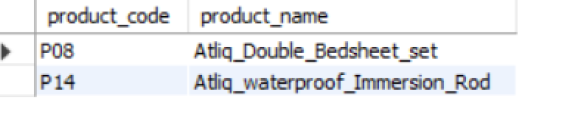 product_code product_name
P08 Atliq_Double_Bedsheet_set
P14 Atliq_waterproof_Immersion_Rod